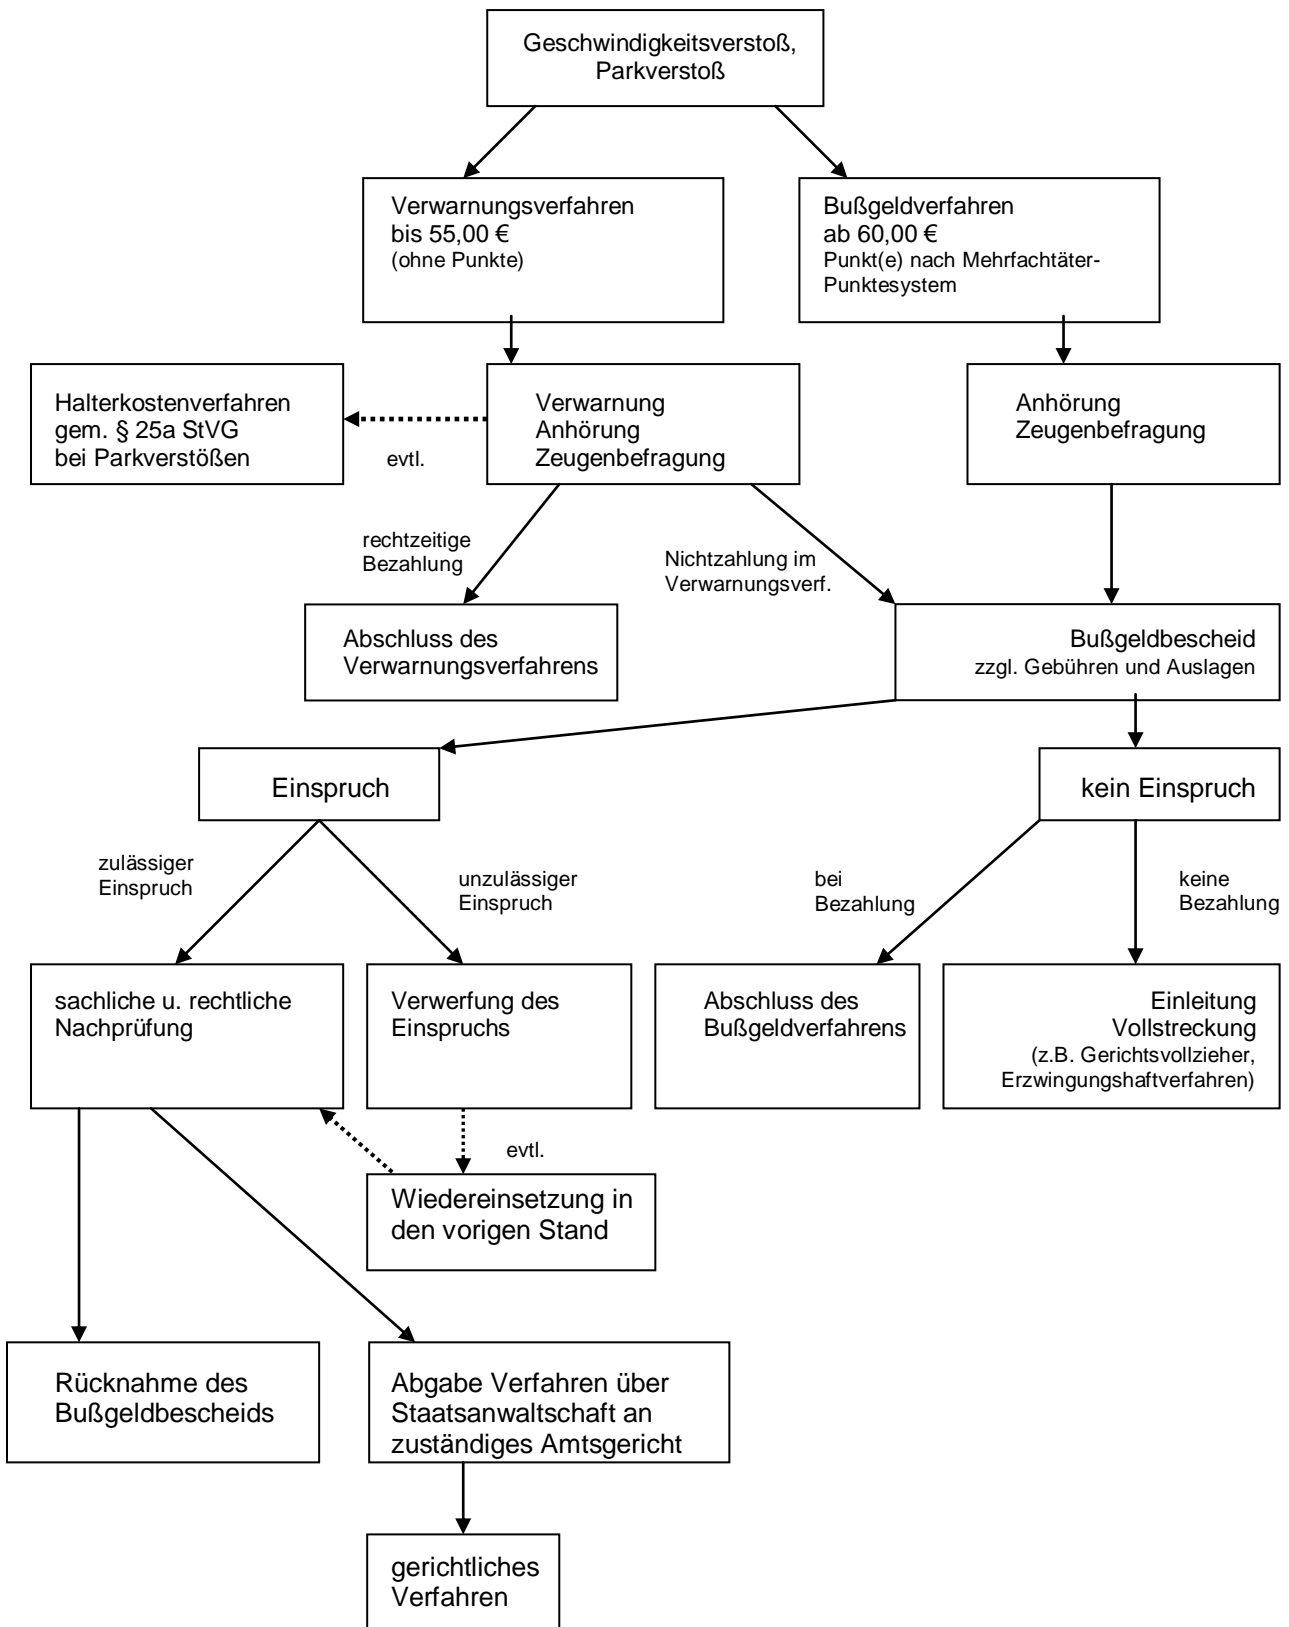 Geschwindigkeitsverstoß,
Parkverstoß
Verwarnungsverfahren
bis 55,00 €
(ohne Punkte)
Bußgeldverfahren
ab 60,00 €
Punkt(e) nach Mehrfachtäter-
Punktesystem
Halterkostenverfahren
gem. § 25a StVG
bei Parkverstößen
evtl.
Verwarnung
Anhörung
Zeugenbefragung
Anhörung
Zeugenbefragung
rechtzeitige
Bezahlung
Nichtzahlung im
Verwarnungsverf.
Abschluss des
Verwarnungsverfahrens
Bußgeldbescheid
zzgl. Gebühren und Auslagen
Einspruch
kein Einspruch
zulässiger
Einspruch
unzulässiger
Einspruch
bei
Bezahlung
keine
Bezahlung
sachliche u. rechtliche
Nachprüfung
Verwerfung des
Einspruchs
Abschluss des
Bußgeldverfahrens
Einleitung
Vollstreckung
(z.B. Gerichtsvollzieher,
Erzwingungshaftverfahren)
evtl.
Wiedereinsetzung in
den vorigen Stand
Rücknahme des
Bußgeldbescheids
Abgabe Verfahren über
Staatsanwaltschaft an
zuständiges Amtsgericht
gerichtliches
Verfahren